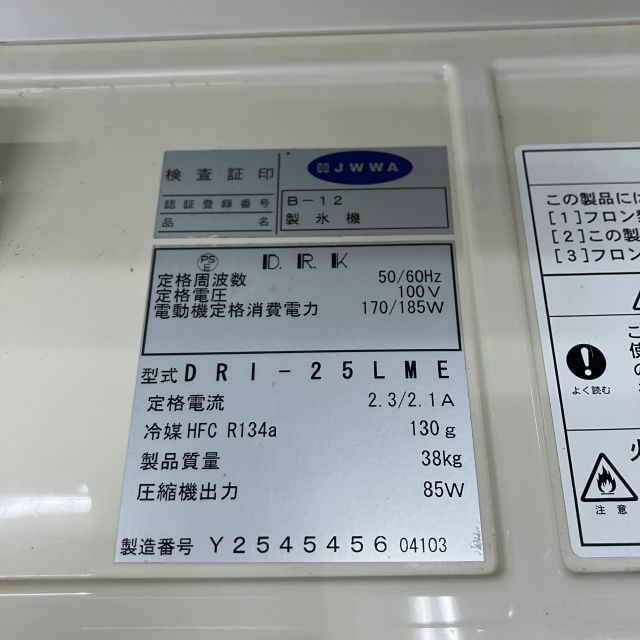 検査証印
JWWA
認証登録番号 B-12
品名 製氷機
PS
E
D.R.K
定格周波数 50/60Hz
定格電圧 100V
電動機定格消費電力 170/185W
型式 DRI-25LME
定格電流 2.3/2.1A
冷媒 HFC R134a 130g
製品質量 38kg
圧縮機出力 85W
製造番号 Y2545456 04103
この製品には
[1]フロン
[2]この製
[3]フロン
よく読む
注意